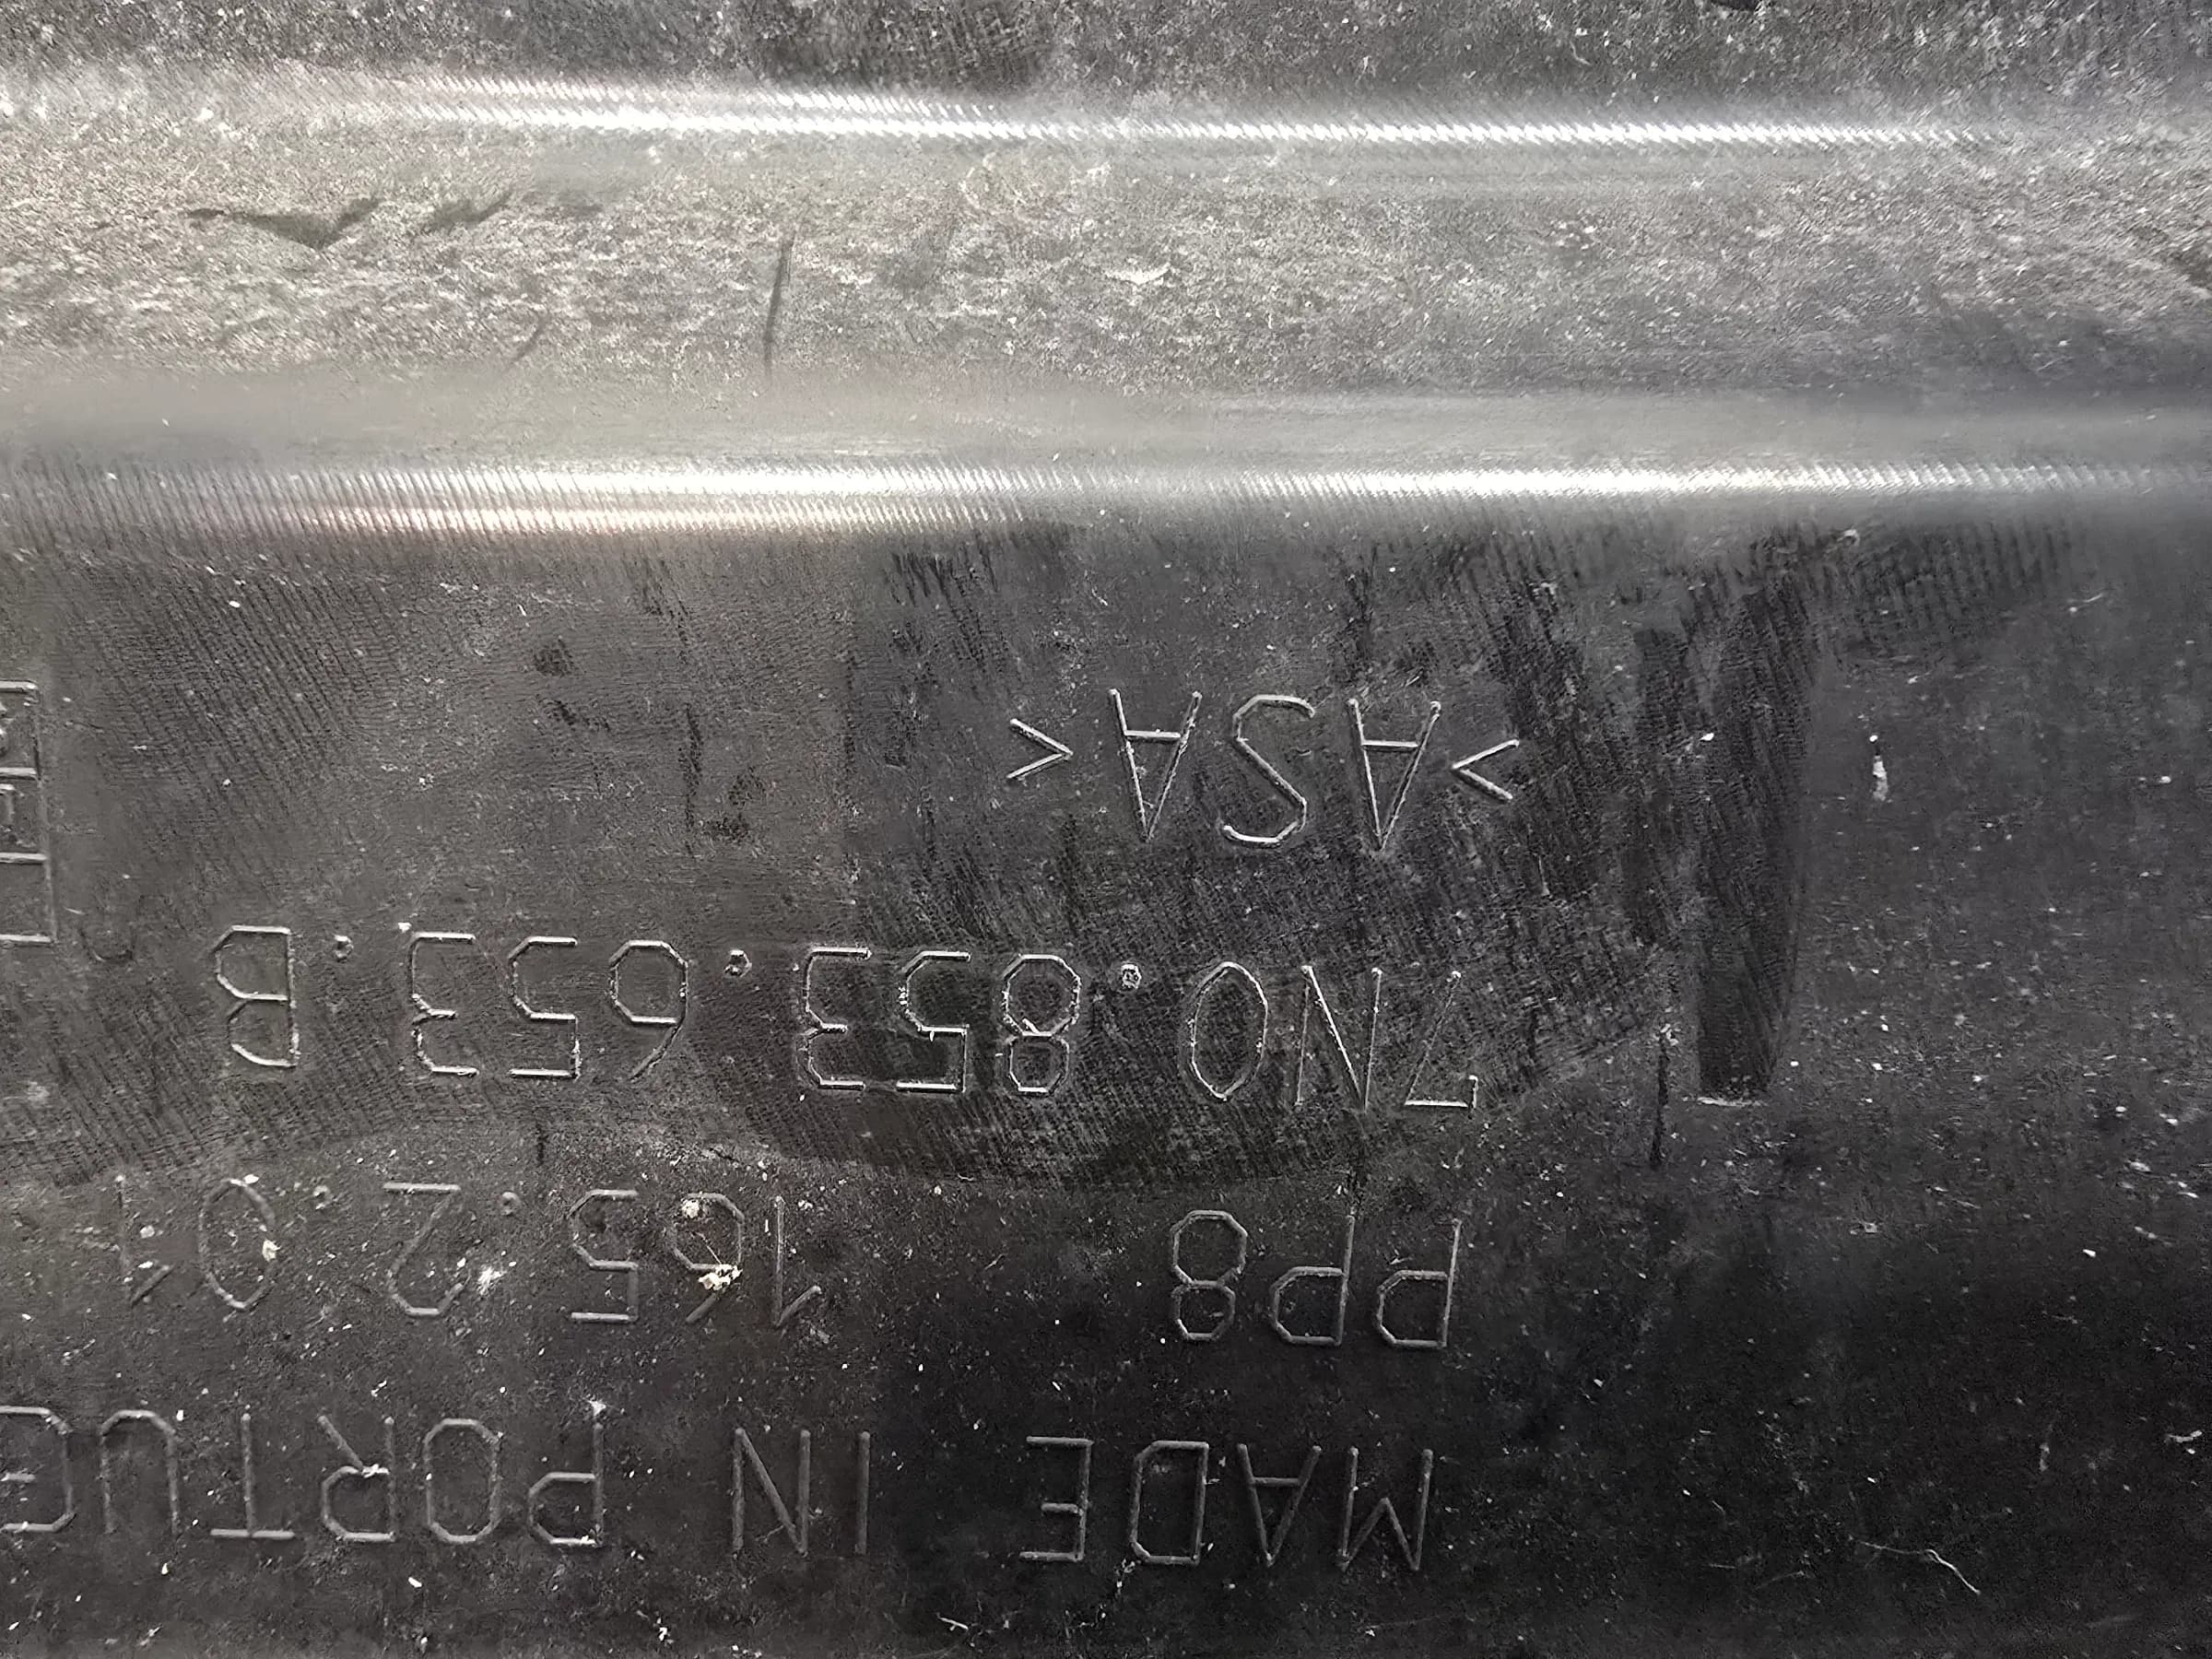 MADE IN PORTUG
PP8 165.2.01
7N0.853.653.B
>ASA<